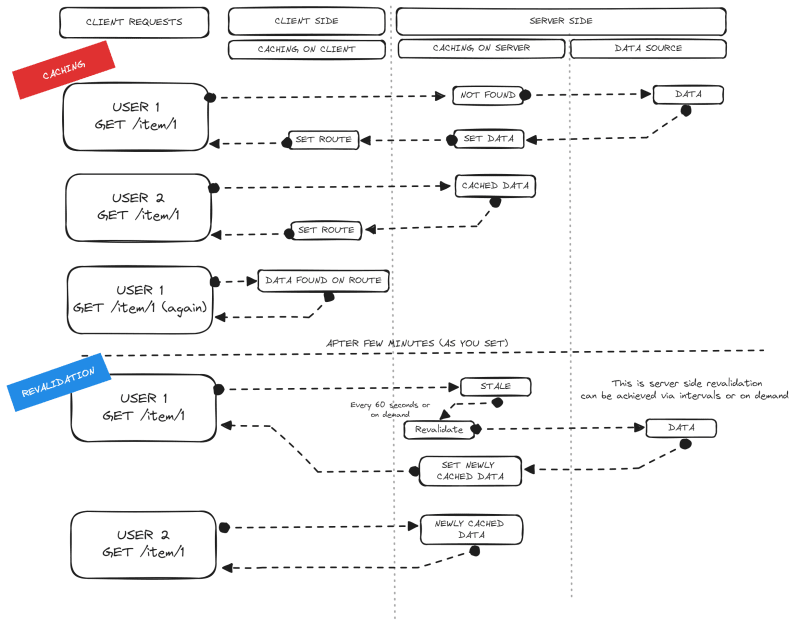 CLIENT REQUESTS
CLIENT SIDE
SERVER SIDE
CACHING ON CLIENT
CACHING ON SERVER
DATA SOURCE
CACHING
USER 1
GET /item/1
NOT FOUND
DATA
SET ROUTE
SET DATA
USER 2
GET /item/1
CACHED DATA
SET ROUTE
USER 1
GET /item/1 (again)
DATA FOUND ON ROUTE
AFTER FEW MINUTES (AS YOU SET)
REVALIDATION
USER 1
GET /item/1
STALE
This is server side revalidation
can be achieved via intervals or on demand
Every 60 seconds or
on demand
Revalidate
DATA
SET NEWLY
CACHED DATA
USER 2
GET /item/1
NEWLY CACHED
DATA